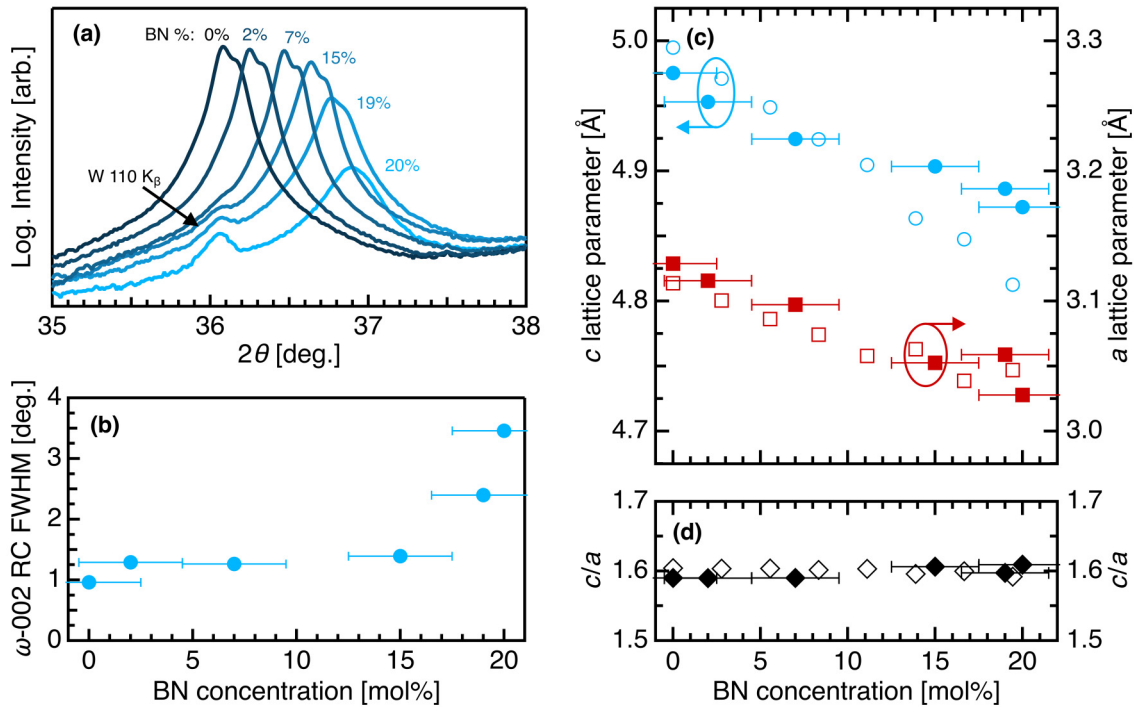 (a)
BN %: 0% 2% 7%
15%
19%
20%
W 110 Kβ
Log. Intensity [arb.]
35 36 37 38
2θ [deg.]
(b)
ω-002 RC FWHM [deg.]
4
3
2
1
0
0 5 10 15 20
BN concentration [mol%]
(c)
c lattice parameter [Å]
5.0
4.9
4.8
4.7
3.3
3.2
3.1
3.0
a lattice parameter [Å]
(d)
c/a
1.7
1.6
1.5
1.7
1.6
1.5
c/a
0 5 10 15 20
BN concentration [mol%]